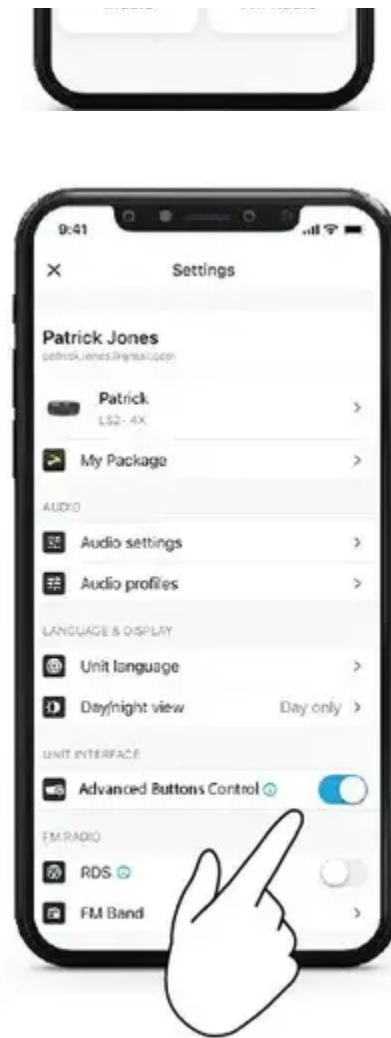 9:41
Settings
Patrick Jones
Patrick
LS2- 4X
My Package
AUDIO
Audio settings
Audio profiles
LANGUAGE & DISPLAY
Unit language
Day/night view Day only
UNIT INTERFACE
Advanced Buttons Control
FM RADIO
RDS
FM Band